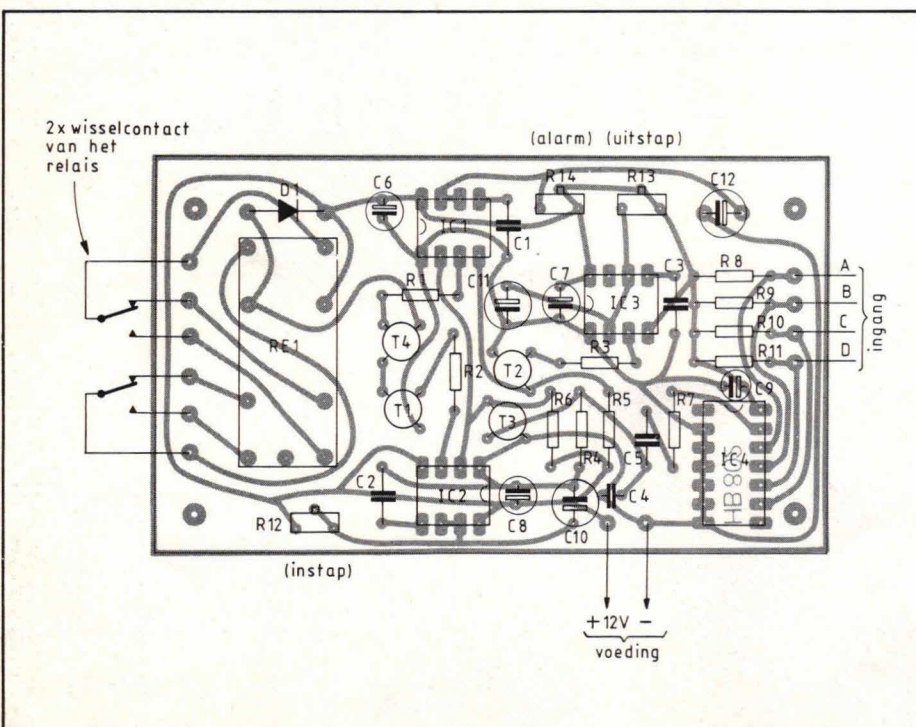 2x wisselcontact
van het
relais
(alarm) (uitstap)
D1
C6
R14
R13
C12
IC1
C1
R1
C11
C7
IC3
C3
R8
A
R9
B
R10
C
R11
D
ingang
RE1
T4
R2
T2
R3
C9
T1
T3
R6
R4
R5
C5
R7
IC4
HB805
C2
IC2
C8
C10
C4
R12
(instap)
+12V -
voeding